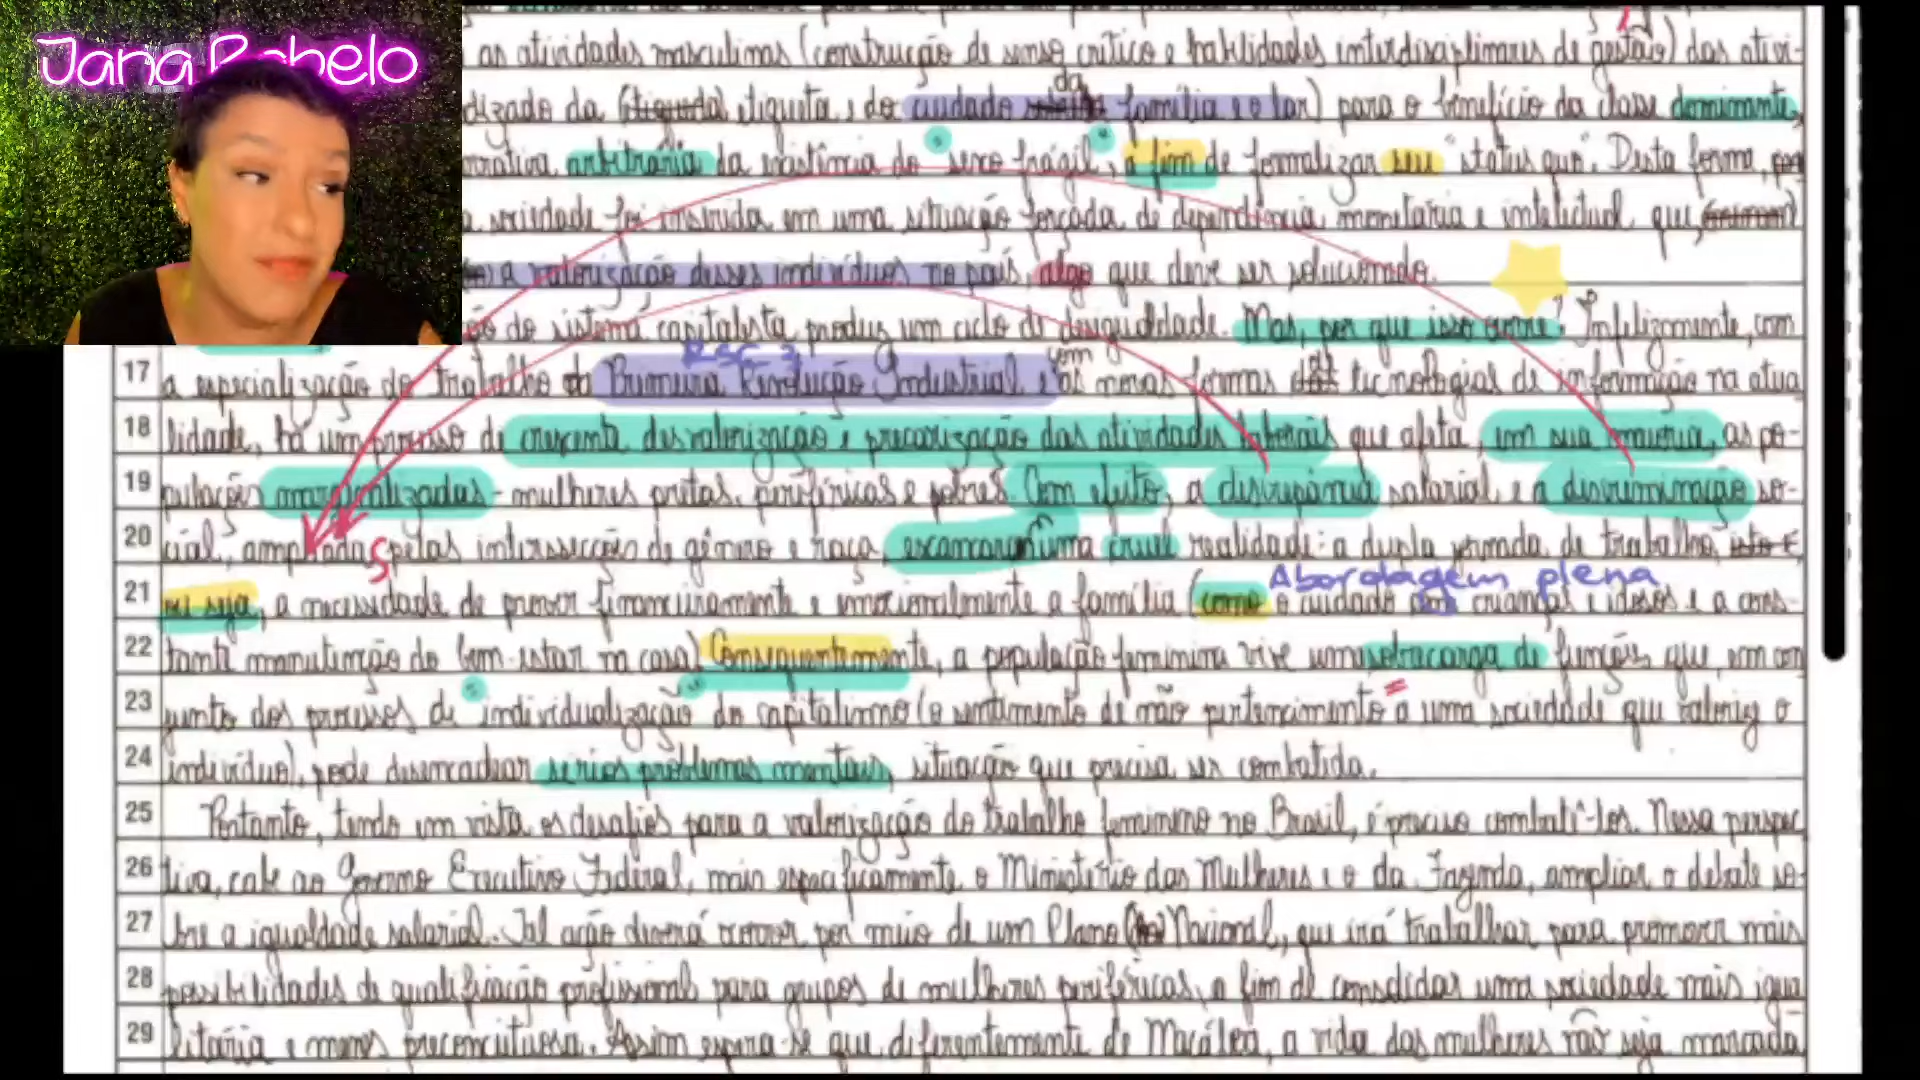 Jana Rabelo
as atividades masculinas (construção de senso crítico e habilidades interdisciplinares de gestão) das ativi-
dizado da etiqueta e do cuidado da família e o lar) para o benefício da classe dominante,
rrativa arbitrária da existência do "sexo frágil", a fim de formalizar seu "status quo". Desta forma,
a sociedade foi inserida em uma situação forçada de dependência monetária e intelectual que
a valorização desses indivíduos no país, algo que deve ser solucionado.
ão do sistema capitalista produz um ciclo de desigualdade. Mas, por que isso ocorre? Infelizmente, com
17 a especialização do trabalho da Primeira Revolução Industrial e com as novas formas tecnologias de informação na atua
RSC 3
18 lidade, há um processo de crescente desvalorização e precarização das atividades laborais que afeta, em sua maioria, as po-
19 pulações marginalizadas - mulheres pretas, periféricas e pobres. Com efeito, a discrepância salarial e a discriminação so-
20 cial, ampliada s pelas intersecções de gênero e raça, escancaram uma cruel realidade: a dupla jornada de trabalho,
Abordagem plena
21 ou seja, a necessidade de prover financeiramente e emocionalmente a família (como o cuidado com crianças e idosos e a cons-
22 tante manutenção do bem-estar na casa). Consequentemente, a população feminina vive uma sobrecarga de funções que, em con
23 junto dos processos de "individualização" do capitalismo (o sentimento de não pertencimento a uma sociedade que valoriz o
24 indivíduo), pode desencadear sérios problemas mentais, situação que precisa ser combatida.
25 Portanto, tendo em vista os desafios para a valorização do trabalho feminino no Brasil, é preciso combatê-los. Nessa perspec
26 tiva, cabe ao Governo Executivo Federal, mais especificamente o Ministério das Mulheres e o da Fazenda, ampliar o debate so-
27 bre a igualdade salarial. Tal ação deverá ocorrer por meio de um Plano Nacional, que irá trabalhar para promover mais
28 possibilidades de qualificação profissional para grupos de mulheres periféricas, a fim de consolidar uma sociedade mais igua
29 litária e menos preconceituosa. Assim espera-se que, diferentemente de Macabéa, a vida das mulheres não seja marcada